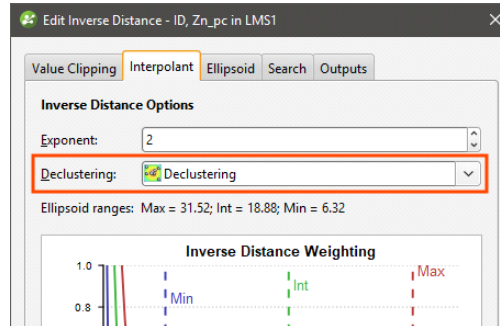 Edit Inverse Distance - ID, Zn_pc in LMS1
Value Clipping Interpolant Ellipsoid Search Outputs
Inverse Distance Options
Exponent: 2
Declustering: Declustering
Ellipsoid ranges: Max = 31.52; Int = 18.88; Min = 6.32
Inverse Distance Weighting
1.0
Max
Int
Min
0.8